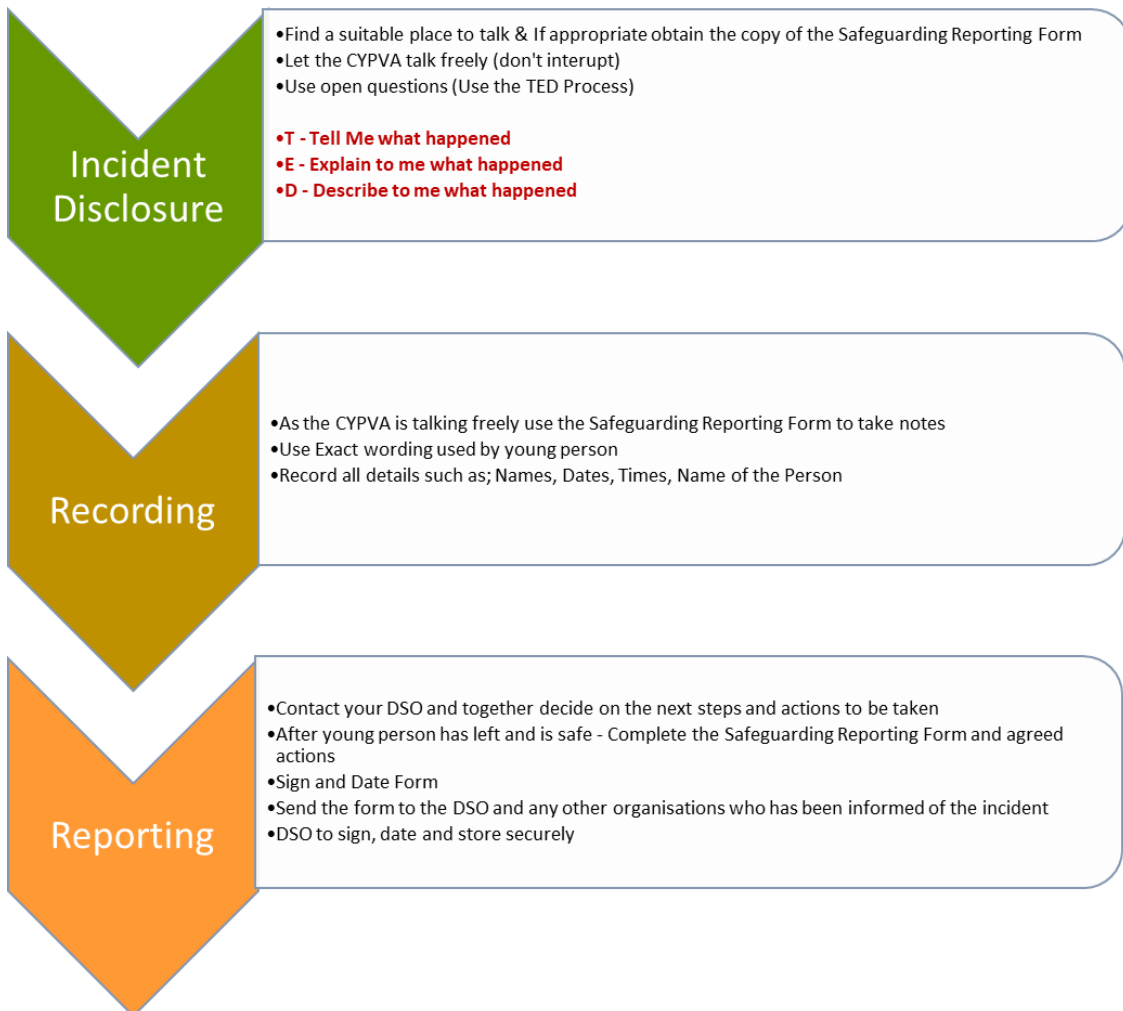 Incident
Disclosure
•Find a suitable place to talk & If appropriate obtain the copy of the Safeguarding Reporting Form
•Let the CYPVA talk freely (don't interupt)
•Use open questions (Use the TED Process)
•T - Tell Me what happened
•E - Explain to me what happened
•D - Describe to me what happened
Recording
•As the CYPVA is talking freely use the Safeguarding Reporting Form to take notes
•Use Exact wording used by young person
•Record all details such as; Names, Dates, Times, Name of the Person
Reporting
•Contact your DSO and together decide on the next steps and actions to be taken
•After young person has left and is safe - Complete the Safeguarding Reporting Form and agreed
actions
•Sign and Date Form
•Send the form to the DSO and any other organisations who has been informed of the incident
•DSO to sign, date and store securely